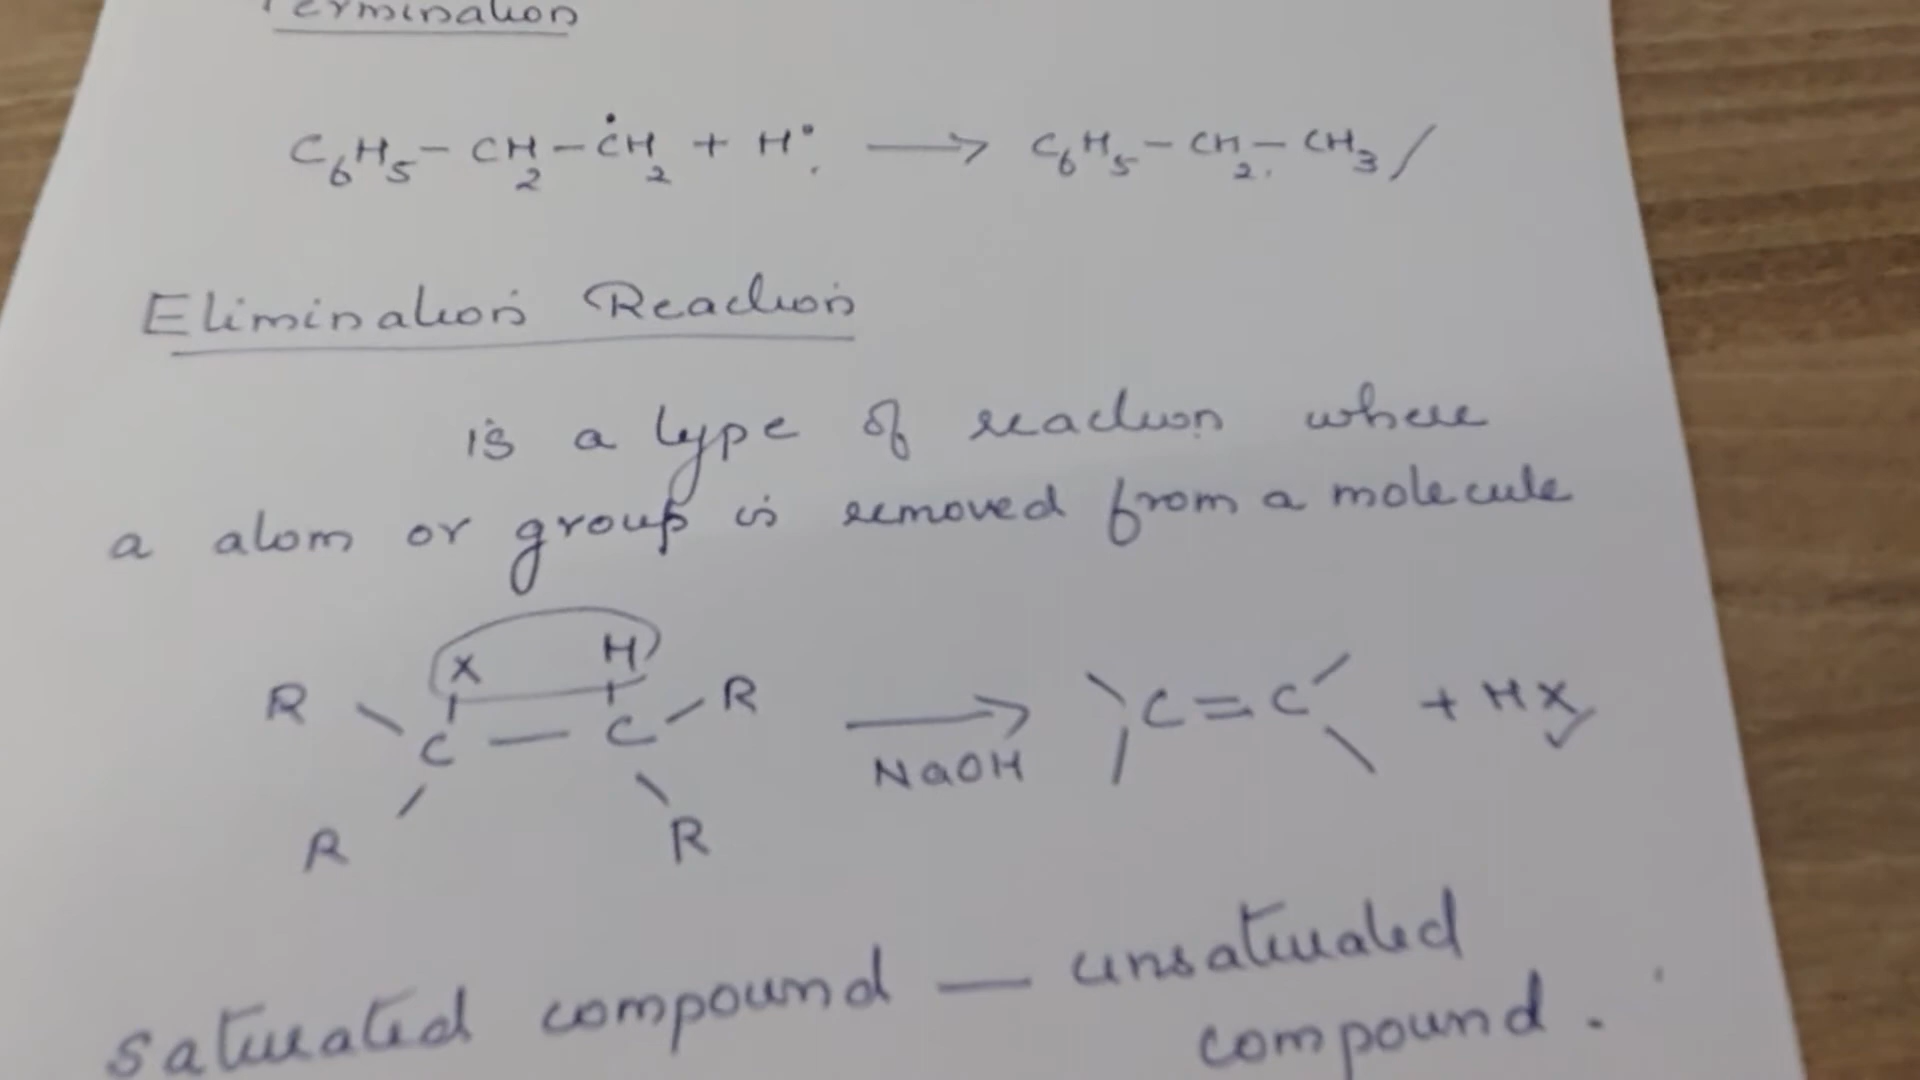 Termination
C₆H₅ – CH₂ – ĊH₂ + H• ⟶ C₆H₅ – CH₂ – CH₃ /
Elimination Reaction
is a type of reaction where
a atom or group is removed from a molecule
X H
R R
C — C ⟶ C = C + HX
NaOH
R R
saturated compound — unsaturated
compound .